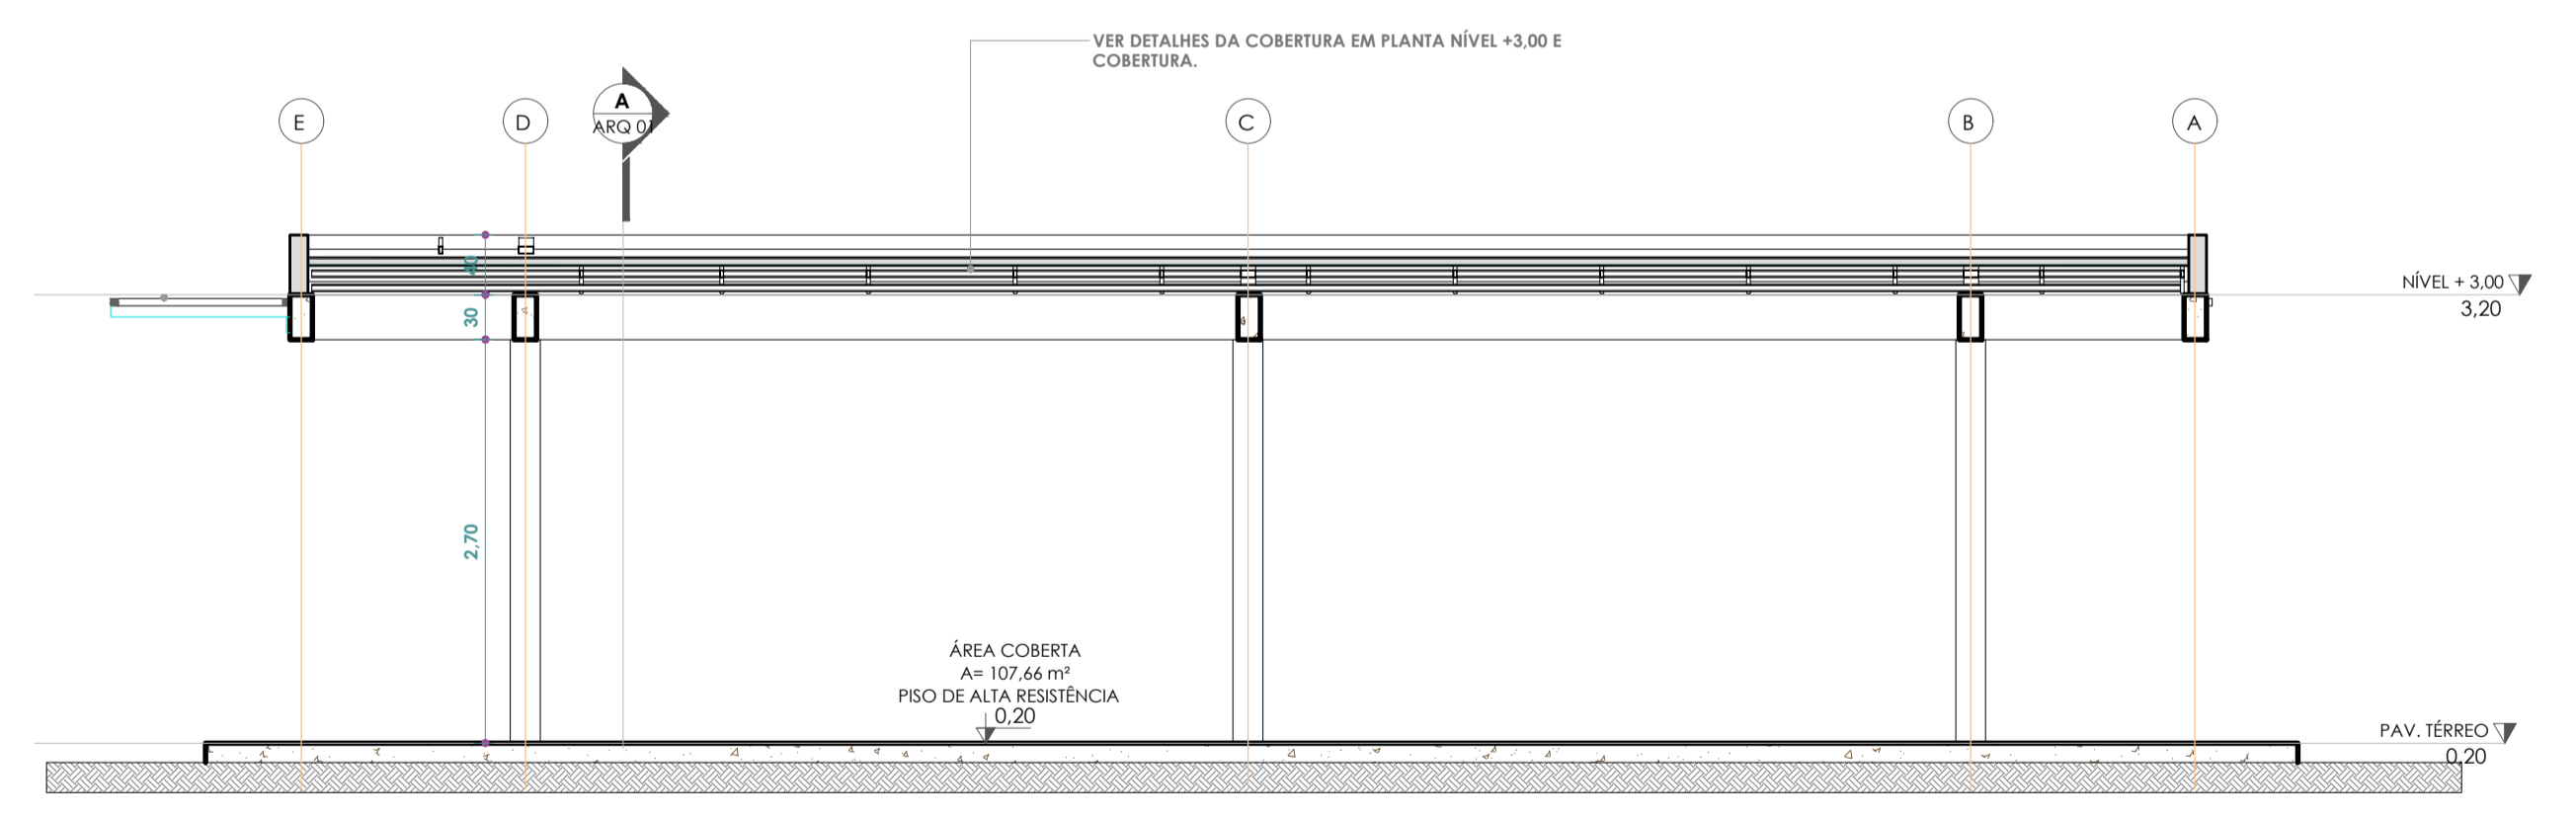 VER DETALHES DA COBERTURA EM PLANTA NÍVEL +3,00 E
COBERTURA.
E
D
A
ARQ 01
C
B
A
40
30
NÍVEL + 3,00
3,20
2,70
ÁREA COBERTA
A= 107,66 m²
PISO DE ALTA RESISTÊNCIA
0,20
PAV. TÉRREO
0,20